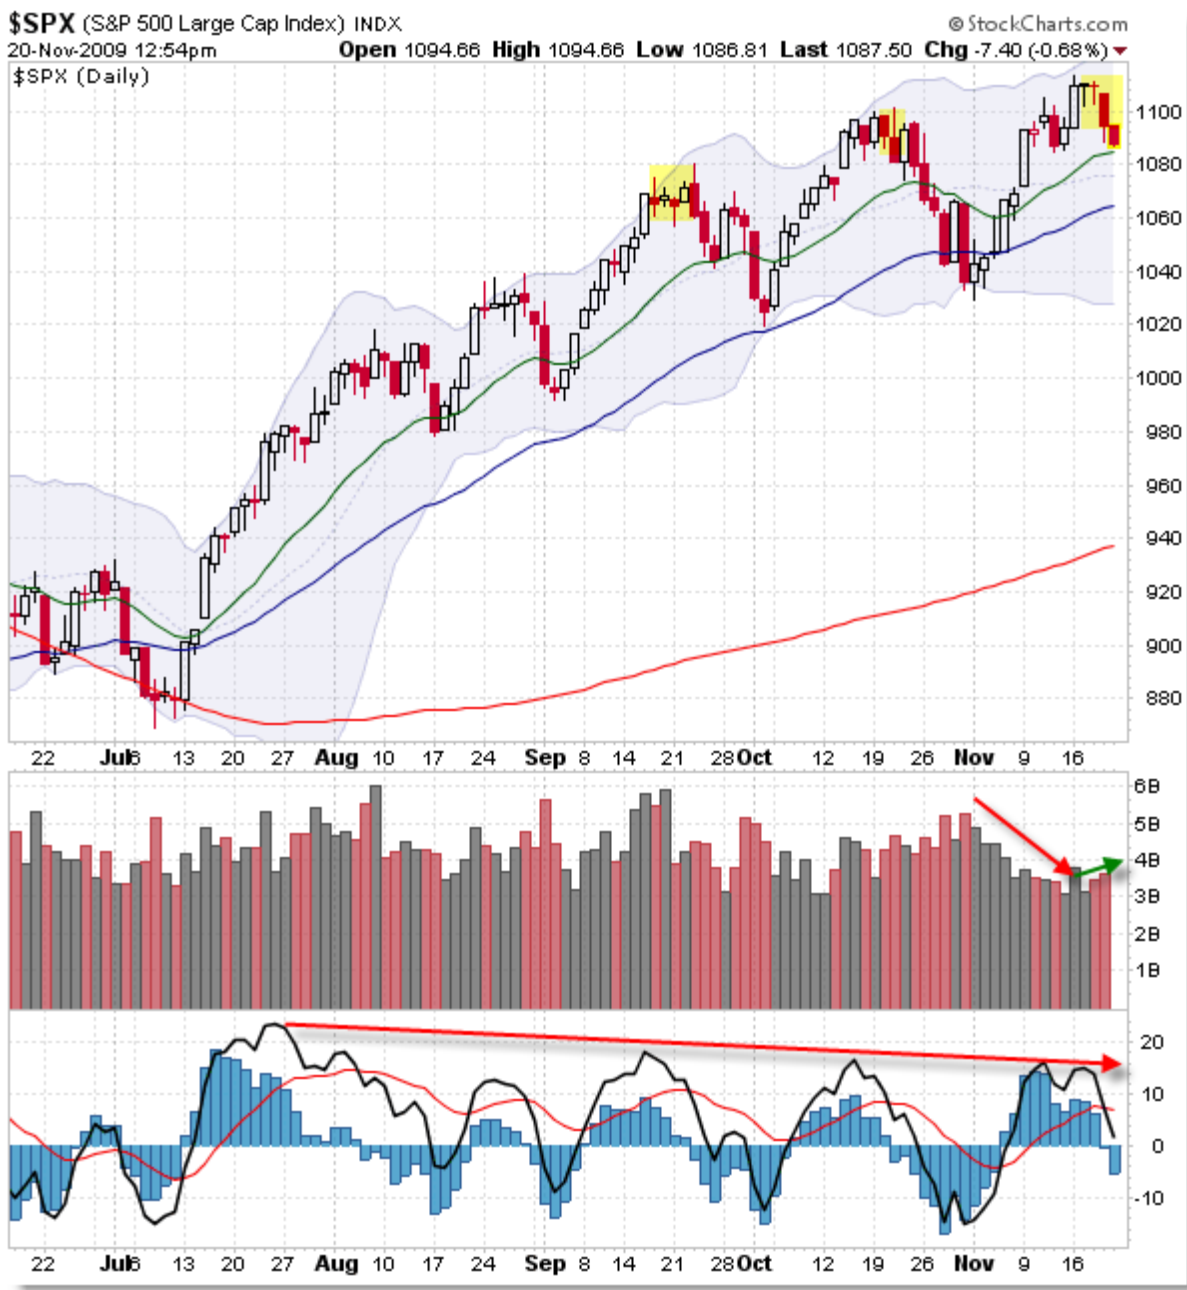 $SPX (S&P 500 Large Cap Index) INDX
© StockCharts.com
20-Nov-2009 12:54pm
Open 1094.66 High 1094.66 Low 1086.81 Last 1087.50 Chg -7.40 (-0.68%)
$SPX (Daily)
1100
1080
1060
1040
1020
1000
980
960
940
920
900
880
22 Jul6 13 20 27 Aug 10 17 24 Sep 8 14 21 28 Oct 12 19 26 Nov 9 16
6B
5B
4B
3B
2B
1B
20
10
0
-10
22 Jul6 13 20 27 Aug 10 17 24 Sep 8 14 21 28 Oct 12 19 26 Nov 9 16